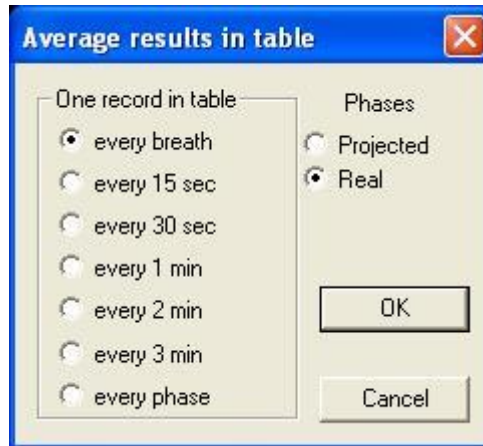 Average results in table
One record in table
every breath
every 15 sec
every 30 sec
every 1 min
every 2 min
every 3 min
every phase
Phases
Projected
Real
OK
Cancel